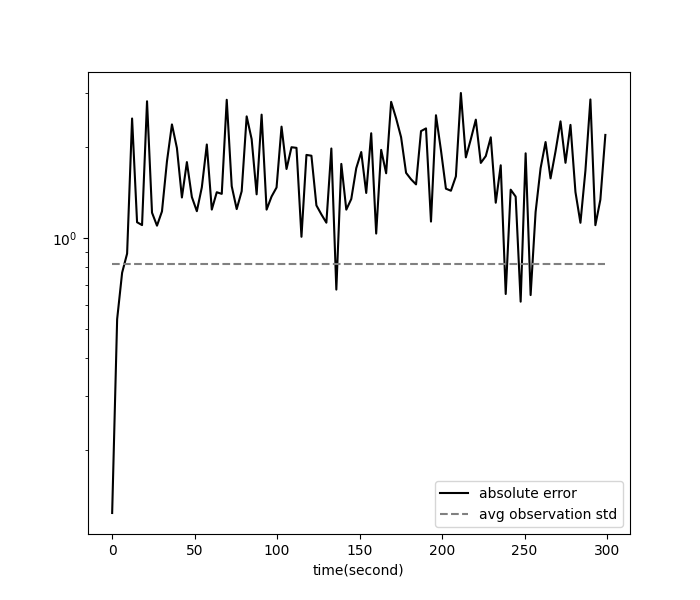 10⁰
absolute error
avg observation std
0 50 100 150 200 250 300
time(second)